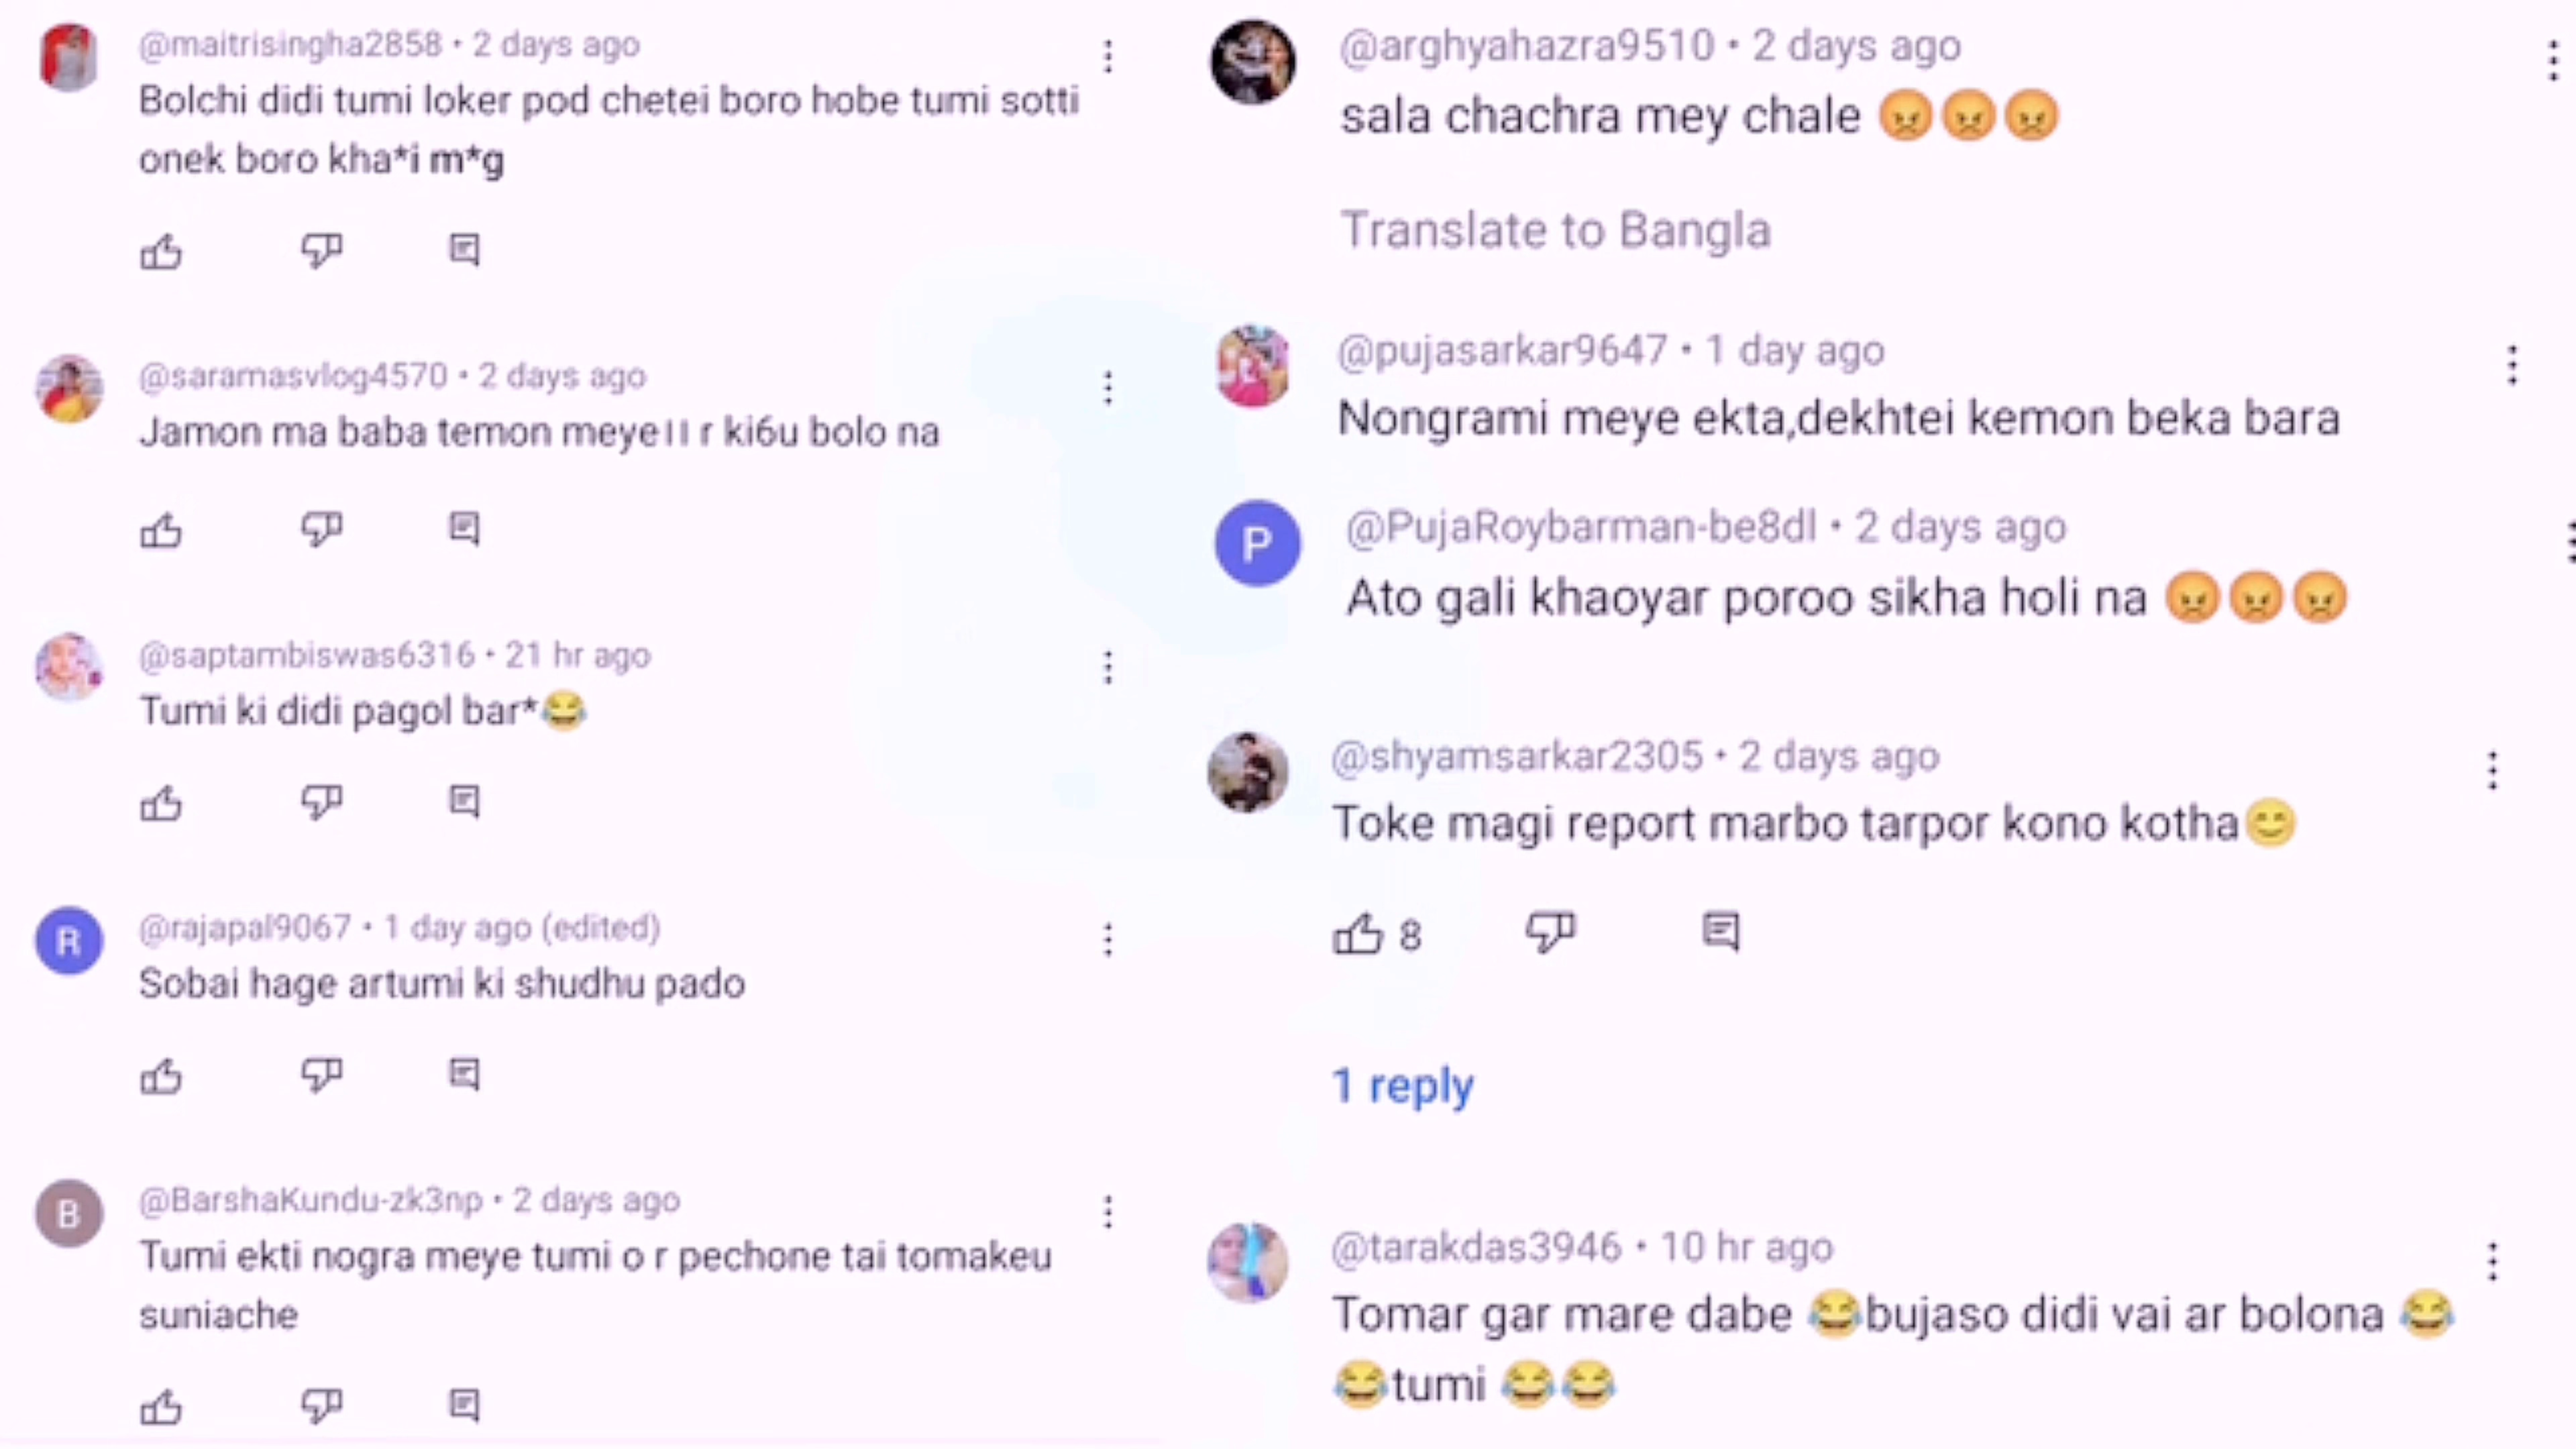 @maitrisingha2858 • 2 days ago
Bolchi didi tumi loker pod chetei boro hobe tumi sotti
onek boro kha*i m*g
@saramasvlog4570 • 2 days ago
Jamon ma baba temon meye।। r ki6u bolo na
@saptambiswas6316 • 21 hr ago
Tumi ki didi pagol bar*😂
R
@rajapal9067 • 1 day ago (edited)
Sobai hage artumi ki shudhu pado
B
@BarshaKundu-zk3np • 2 days ago
Tumi ekti nogra meye tumi o r pechone tai tomakeu
suniache
@arghyahazra9510 • 2 days ago
sala chachra mey chale 😡😡😡
Translate to Bangla
@pujasarkar9647 • 1 day ago
Nongrami meye ekta,dekhtei kemon beka bara
P
@PujaRoybarman-be8dl • 2 days ago
Ato gali khaoyar poroo sikha holi na 😡😡😡
@shyamsarkar2305 • 2 days ago
Toke magi report marbo tarpor kono kotha😊
8
1 reply
@tarakdas3946 • 10 hr ago
Tomar gar mare dabe 😂bujaso didi vai ar bolona 😂
😂tumi 😂😂